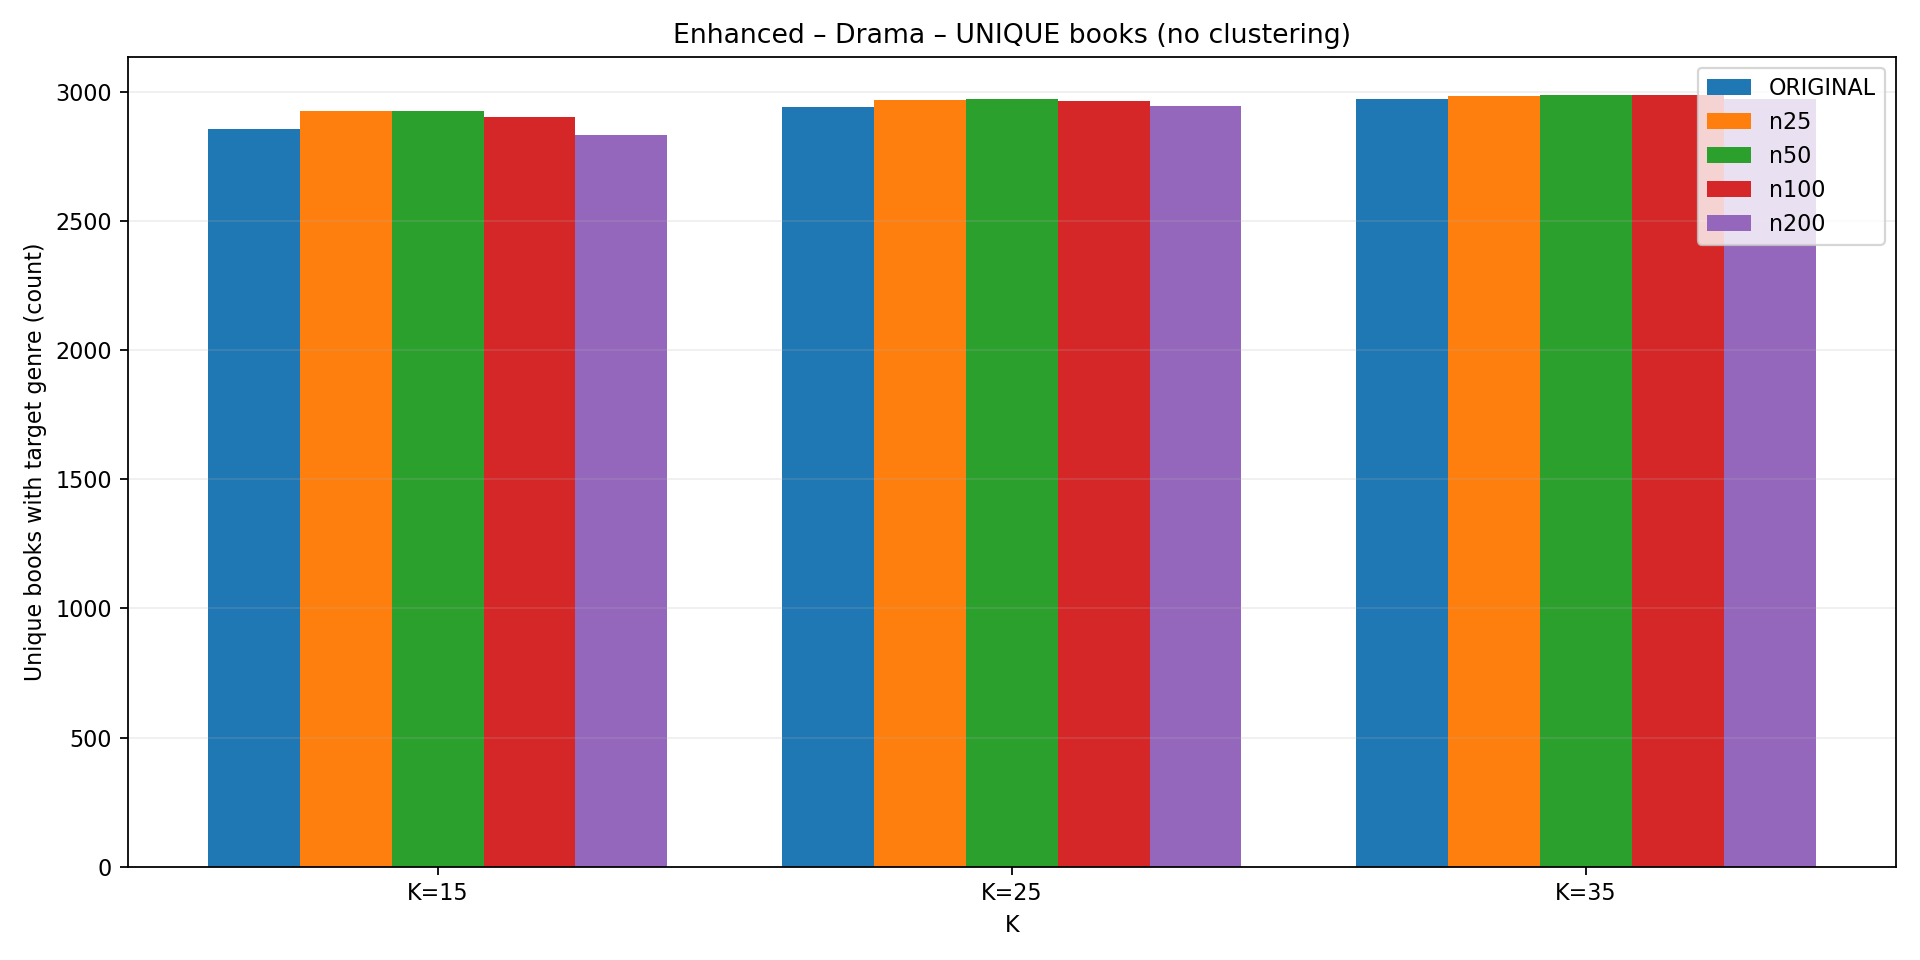 Enhanced – Drama – UNIQUE books (no clustering)
Unique books with target genre (count)
3000
2500
2000
1500
1000
500
0
ORIGINAL
n25
n50
n100
n200
K=15
K=25
K=35
K